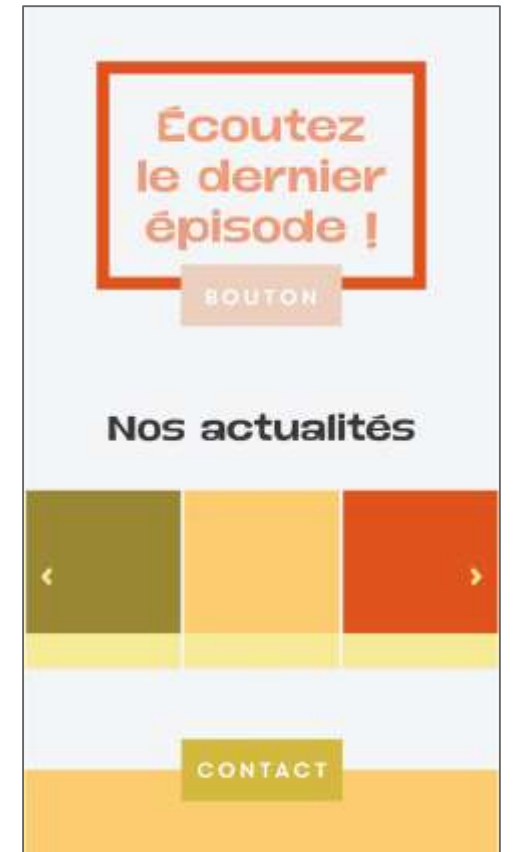 Écoutez
le dernier
épisode !
BOUTON
Nos actualités
‹ ›
CONTACT